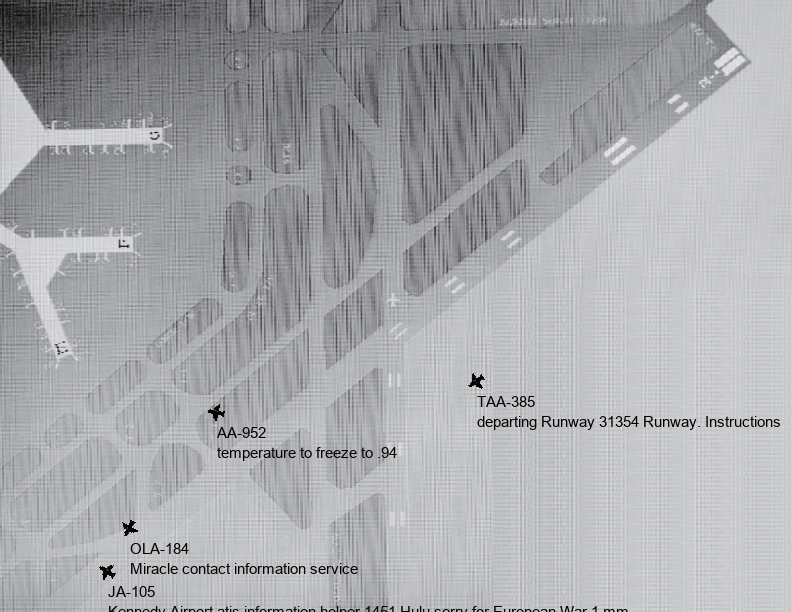 G
F
AA-952
temperature to freeze to .94
TAA-385
departing Runway 31354 Runway. Instructions
OLA-184
Miracle contact information service
JA-105
Kennedy Airport atis information helper 1451 Hulu sorry for European War 1 mm